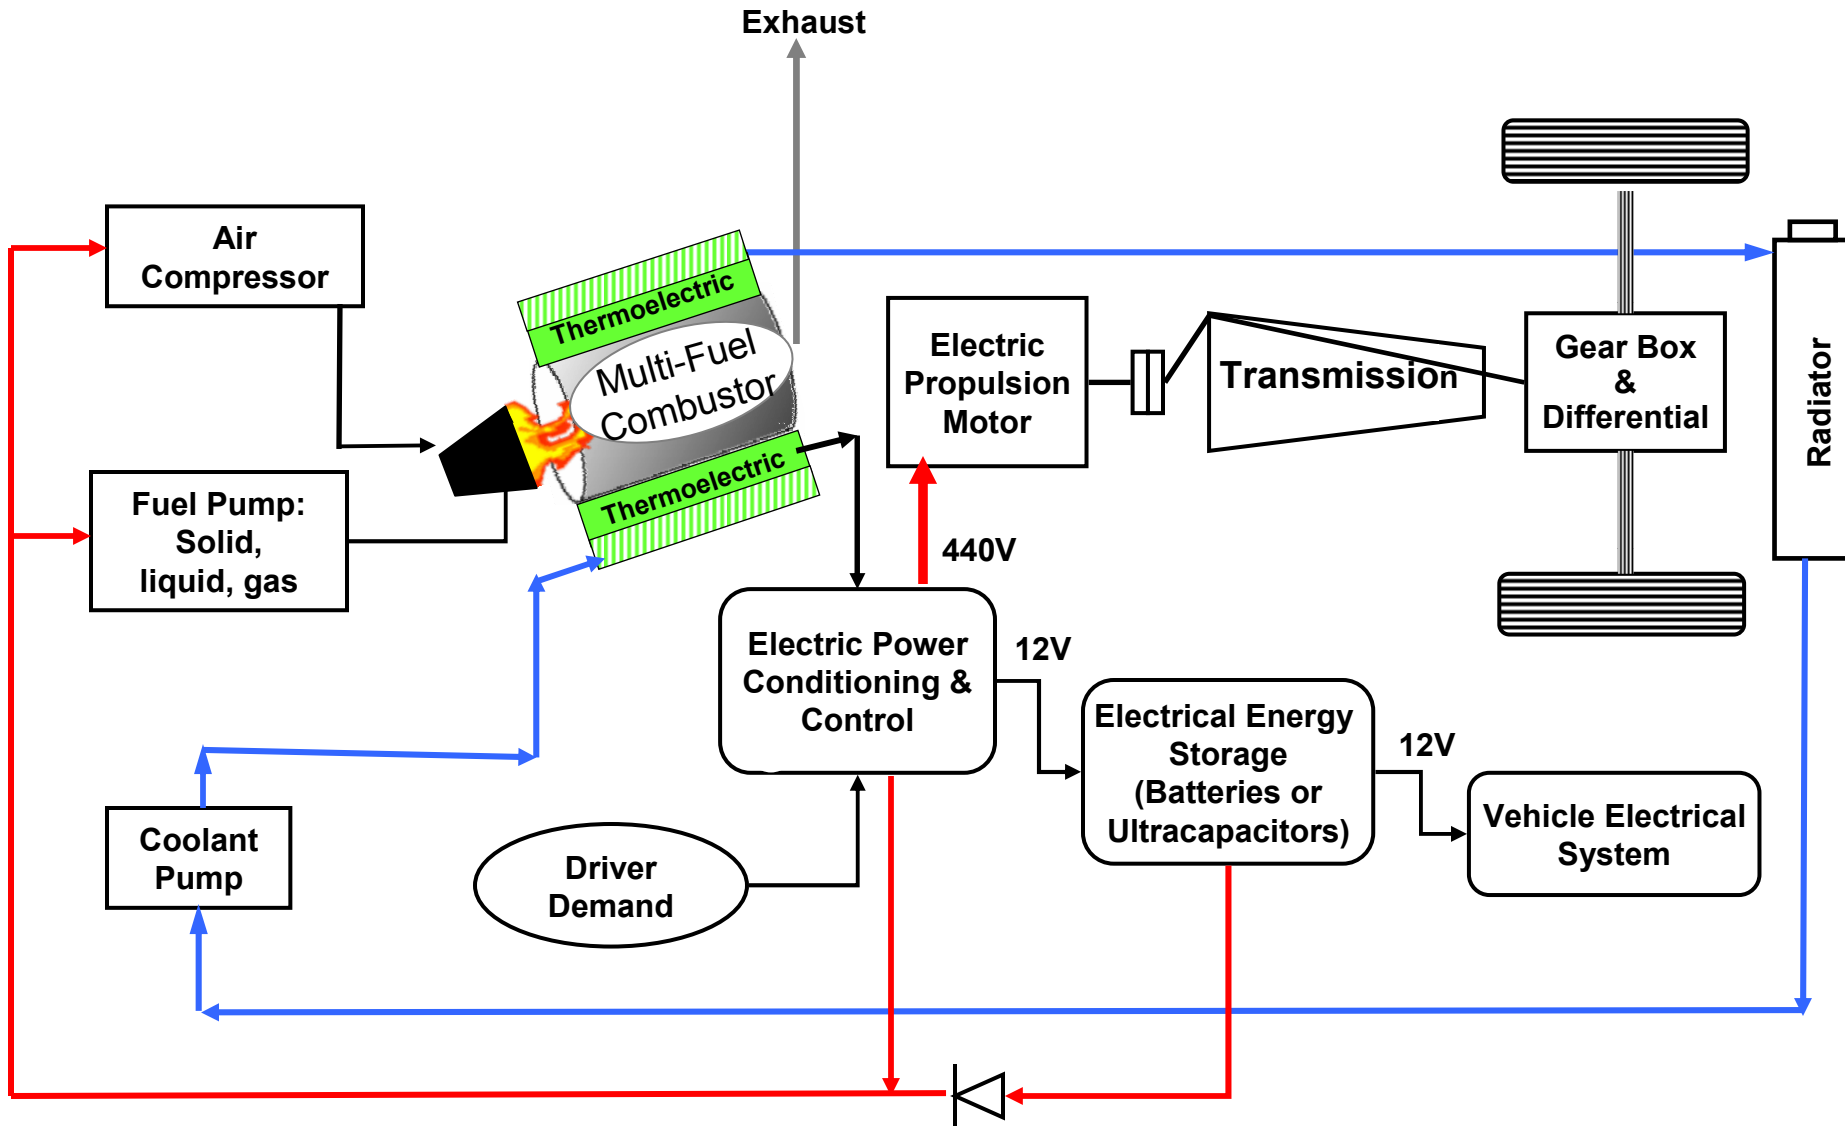 Exhaust
Air
Compressor
Thermoelectric
Multi-Fuel
Combustor
Thermoelectric
Fuel Pump:
Solid,
liquid, gas
Electric
Propulsion
Motor
Transmission
Gear Box
&
Differential
Radiator
440V
Electric Power
Conditioning &
Control
12V
Electrical Energy
Storage
(Batteries or
Ultracapacitors)
12V
Vehicle Electrical
System
Coolant
Pump
Driver
Demand